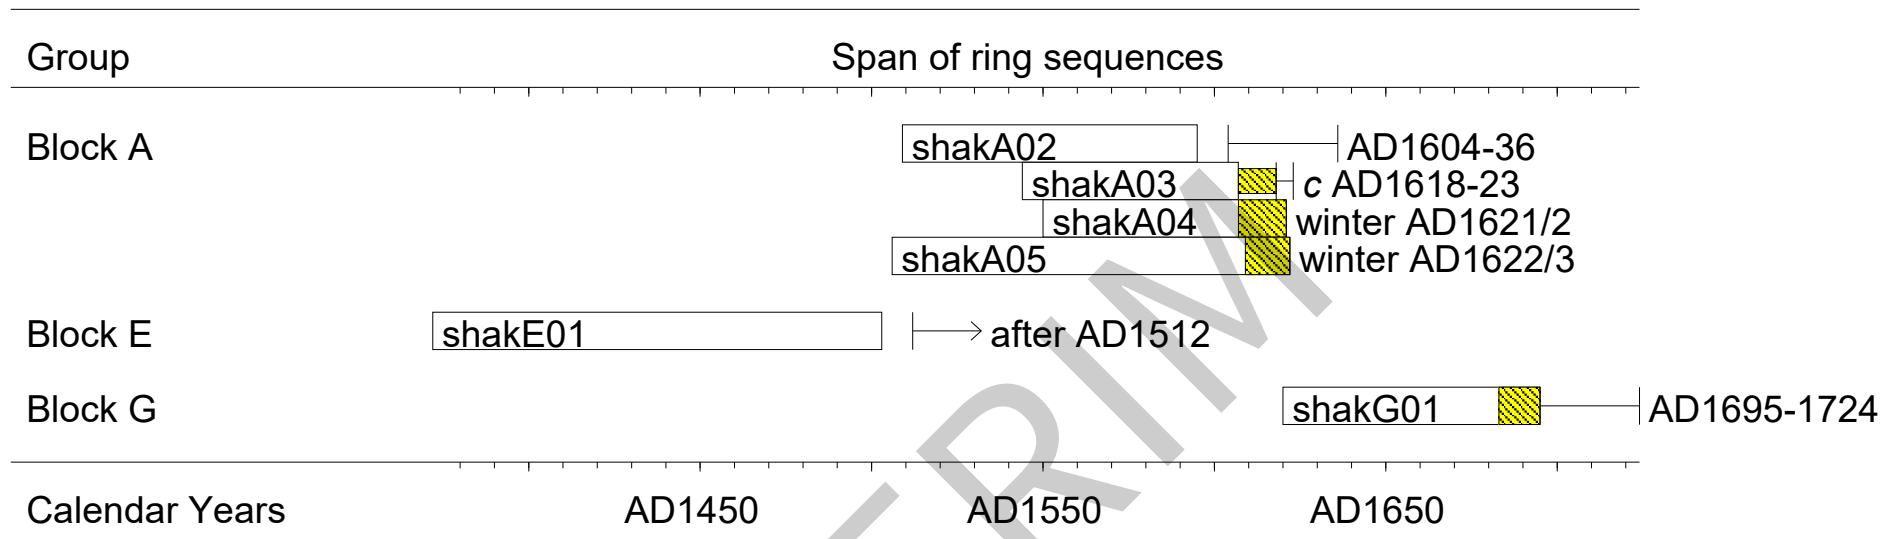 Group Span of ring sequences
Block A shakA02 AD1604-36
shakA03 c AD1618-23
shakA04 winter AD1621/2
shakA05 winter AD1622/3
Block E shakE01 after AD1512
Block G shakG01 AD1695-1724
Calendar Years AD1450 AD1550 AD1650
ERIM